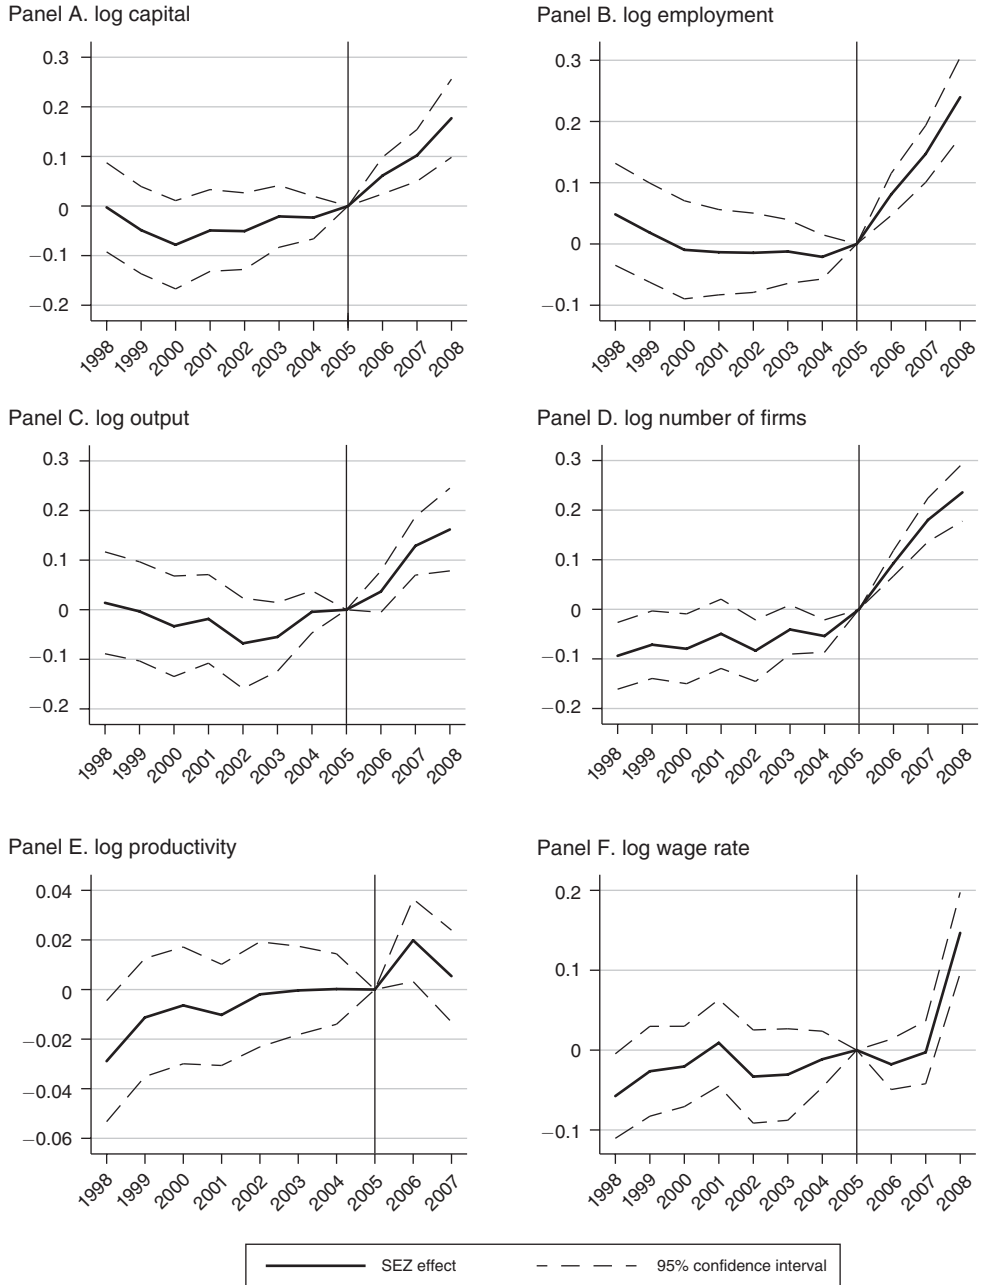 Panel A. log capital
0.3
0.2
0.1
0
−0.1
−0.2
1998 1999 2000 2001 2002 2003 2004 2005 2006 2007 2008
Panel B. log employment
0.3
0.2
0.1
0
−0.1
1998 1999 2000 2001 2002 2003 2004 2005 2006 2007 2008
Panel C. log output
0.3
0.2
0.1
0
−0.1
−0.2
1998 1999 2000 2001 2002 2003 2004 2005 2006 2007 2008
Panel D. log number of firms
0.3
0.2
0.1
0
−0.1
−0.2
1998 1999 2000 2001 2002 2003 2004 2005 2006 2007 2008
Panel E. log productivity
0.04
0.02
0
−0.02
−0.04
−0.06
1998 1999 2000 2001 2002 2003 2004 2005 2006 2007
Panel F. log wage rate
0.2
0.1
0
−0.1
1998 1999 2000 2001 2002 2003 2004 2005 2006 2007 2008
SEZ effect 95% confidence interval